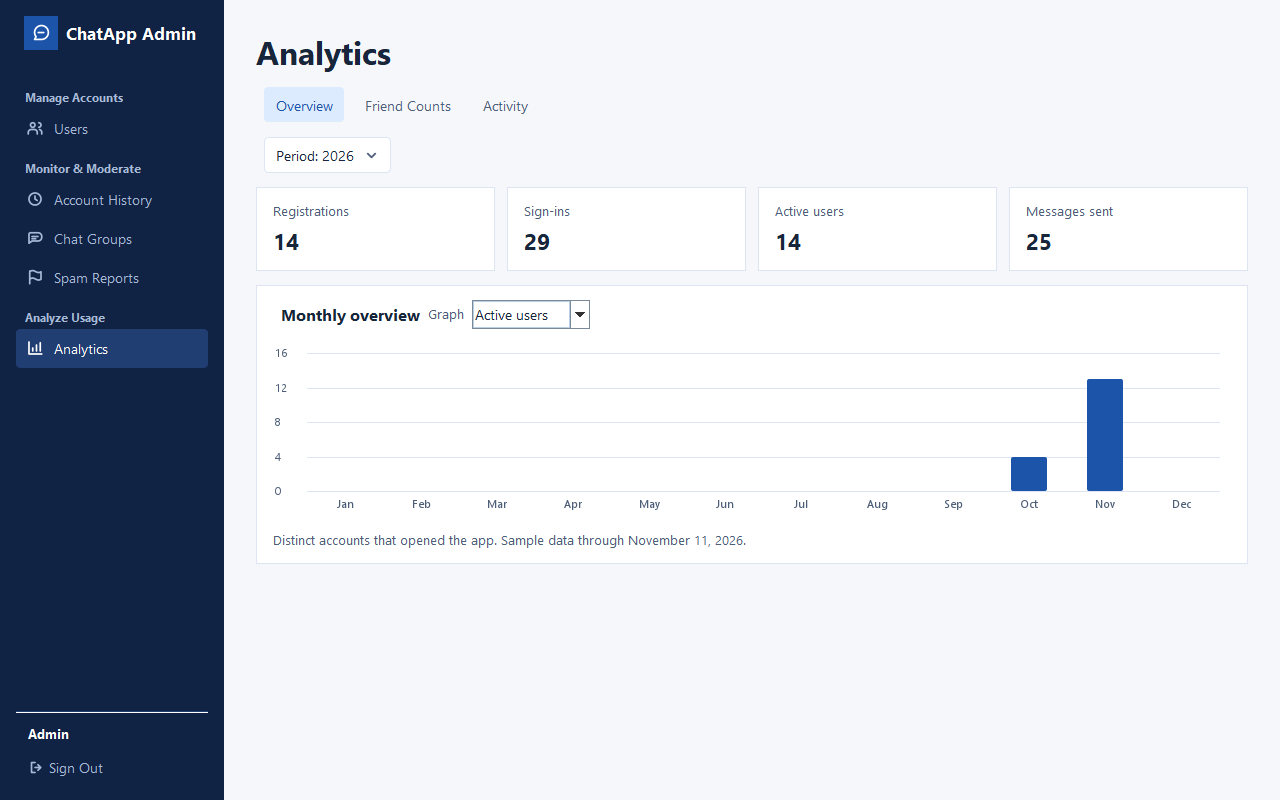 ChatApp Admin
Manage Accounts
Users
Monitor & Moderate
Account History
Chat Groups
Spam Reports
Analyze Usage
Analytics
Admin
Sign Out
Analytics
Overview Friend Counts Activity
Period: 2026
Registrations
14
Sign-ins
29
Active users
14
Messages sent
25
Monthly overview Graph Active users
16
12
8
4
0
Jan Feb Mar Apr May Jun Jul Aug Sep Oct Nov Dec
Distinct accounts that opened the app. Sample data through November 11, 2026.